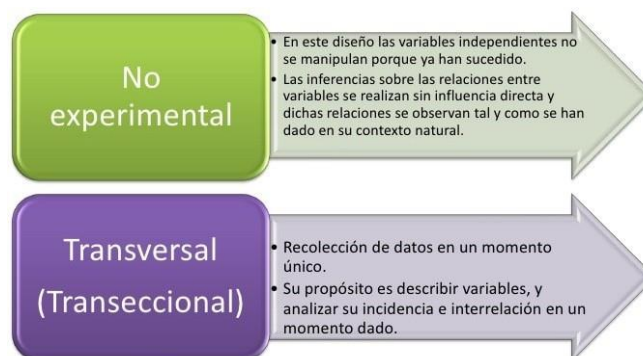 No
experimental
• En este diseño las variables independientes no
se manipulan porque ya han sucedido.
• Las inferencias sobre las relaciones entre
variables se realizan sin influencia directa y
dichas relaciones se observan tal y como se han
dado en su contexto natural.
Transversal
(Transeccional)
• Recolección de datos en un momento
único.
• Su propósito es describir variables, y
analizar su incidencia e interrelación en un
momento dado.